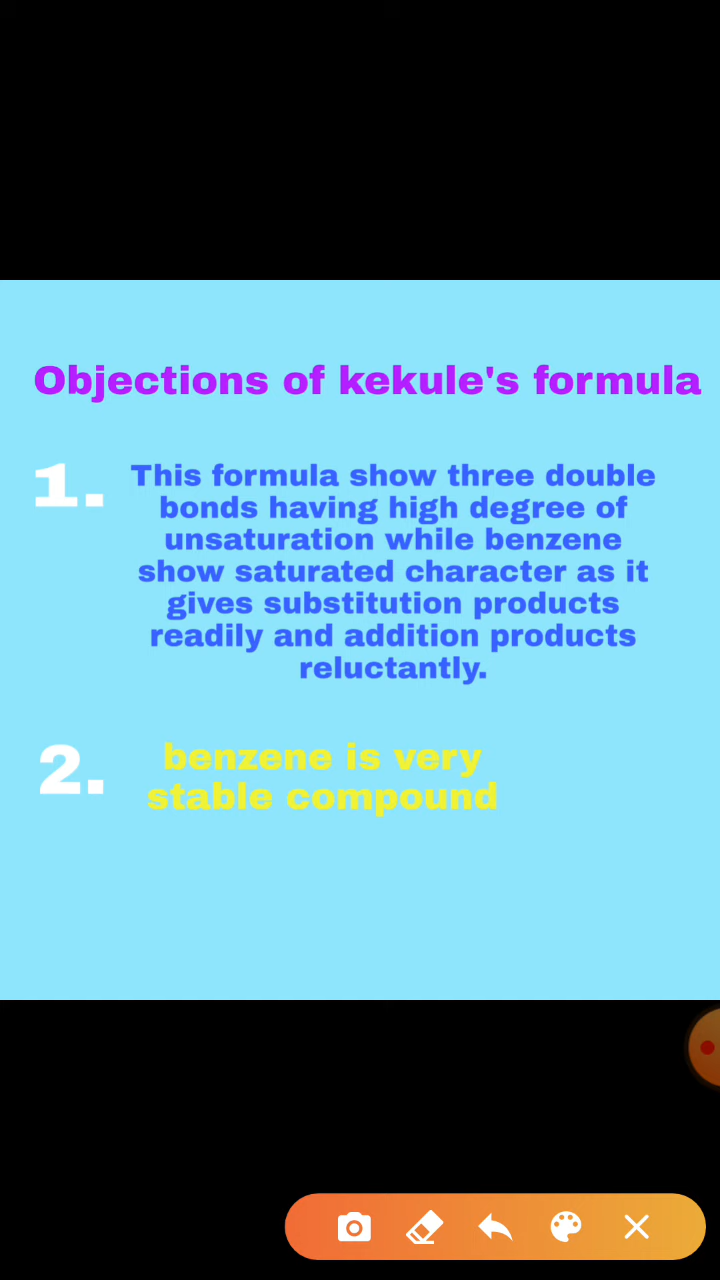 Objections of kekule's formula
1. This formula show three double
bonds having high degree of
unsaturation while benzene
show saturated character as it
gives substitution products
readily and addition products
reluctantly.
2. benzene is very
stable compound